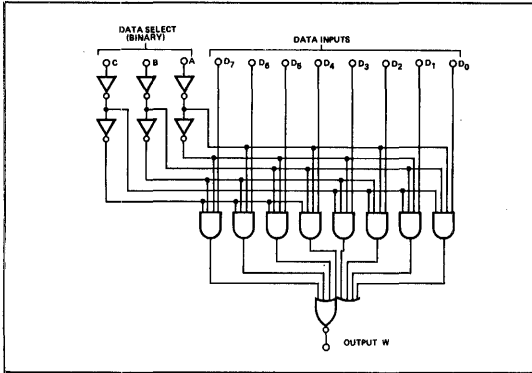 DATA SELECT
(BINARY)
DATA INPUTS
C B A D7 D6 D5 D4 D3 D2 D1 D0
OUTPUT W